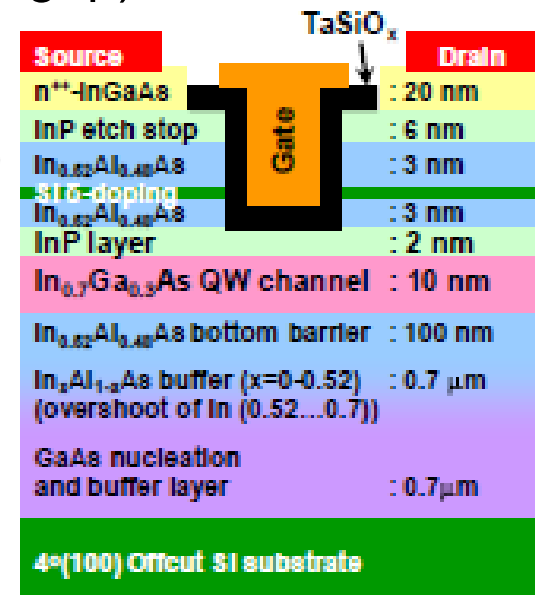 TaSiOx
Source Drain
n++-InGaAs : 20 nm
InP etch stop : 6 nm
Gate
In0.52Al0.48As : 3 nm
Si δ-doping
In0.52Al0.48As : 3 nm
InP layer : 2 nm
In0.7Ga0.3As QW channel : 10 nm
In0.52Al0.48As bottom barrier : 100 nm
InxAl1-xAs buffer (x=0-0.52) : 0.7 μm
(overshoot of In (0.52...0.7))
GaAs nucleation
and buffer layer : 0.7μm
4°(100) Offcut Si substrate